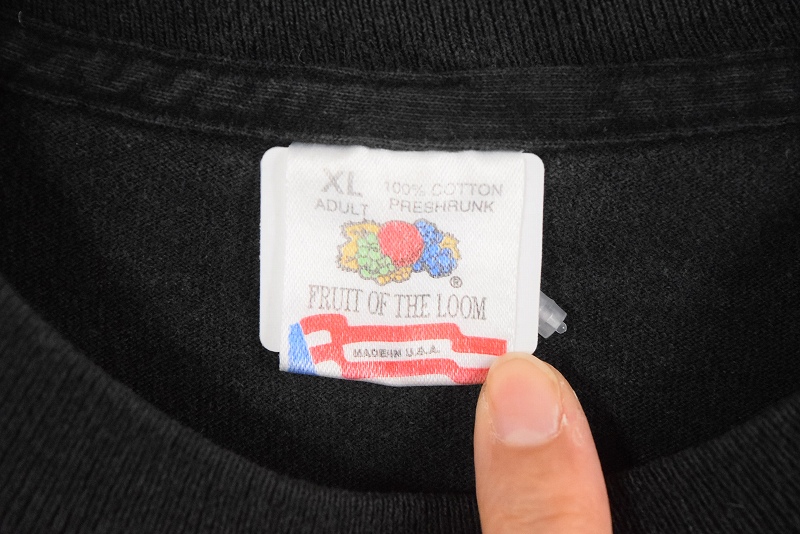 XL 100% COTTON
ADULT PRESHRUNK
®
FRUIT OF THE LOOM
MADE IN U.S.A.